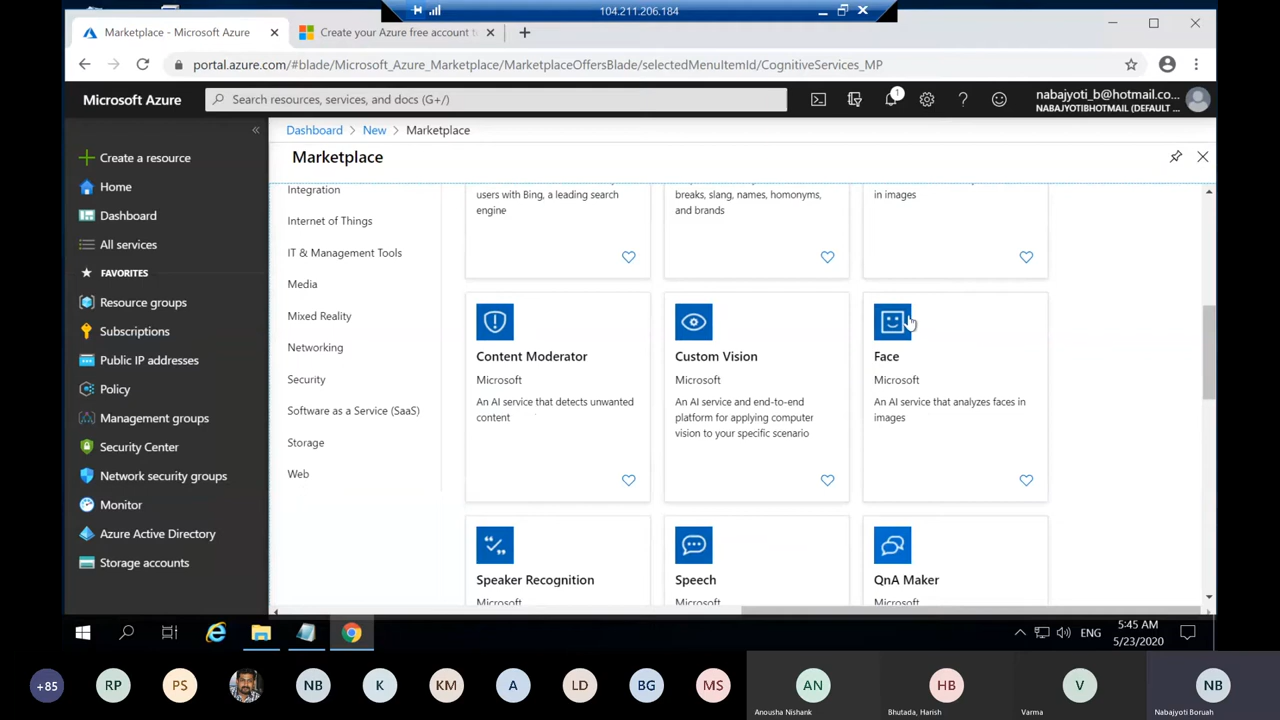 104.211.206.184
Marketplace - Microsoft Azure
Create your Azure free account t
portal.azure.com/#blade/Microsoft_Azure_Marketplace/MarketplaceOffersBlade/selectedMenuItemId/CognitiveServices_MP
Microsoft Azure
Search resources, services, and docs (G+/)
1
nabajyoti_b@hotmail.co...
NABAJYOTIBHOTMAIL (DEFAULT ...
Create a resource
Home
Dashboard
All services
FAVORITES
Resource groups
Subscriptions
Public IP addresses
Policy
Management groups
Security Center
Network security groups
Monitor
Azure Active Directory
Storage accounts
Dashboard > New > Marketplace
Marketplace
Integration
Internet of Things
IT & Management Tools
Media
Mixed Reality
Networking
Security
Software as a Service (SaaS)
Storage
Web
users with Bing, a leading search
engine
breaks, slang, names, homonyms,
and brands
in images
Content Moderator
Microsoft
An AI service that detects unwanted
content
Custom Vision
Microsoft
An AI service and end-to-end
platform for applying computer
vision to your specific scenario
Face
Microsoft
An AI service that analyzes faces in
images
Speaker Recognition
Microsoft
Speech
Microsoft
QnA Maker
Microsoft
ENG
5:45 AM
5/23/2020
+85
RP
PS
NB
K
KM
A
LD
BG
MS
AN
Anousha Nishank
HB
Bhutada, Harish
V
Varma
NB
Nabajyoti Boruah